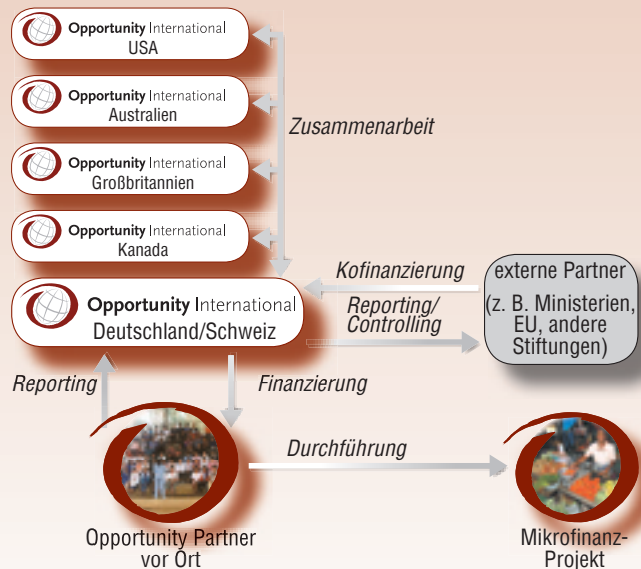 Opportunity International
USA
Opportunity International
Australien
Zusammenarbeit
Opportunity International
Großbritannien
Opportunity International
Kanada
Kofinanzierung
externe Partner
(z. B. Ministerien,
EU, andere
Stiftungen)
Opportunity International
Deutschland/Schweiz
Reporting/
Controlling
Reporting
Finanzierung
Durchführung
Opportunity Partner
vor Ort
Mikrofinanz-
Projekt